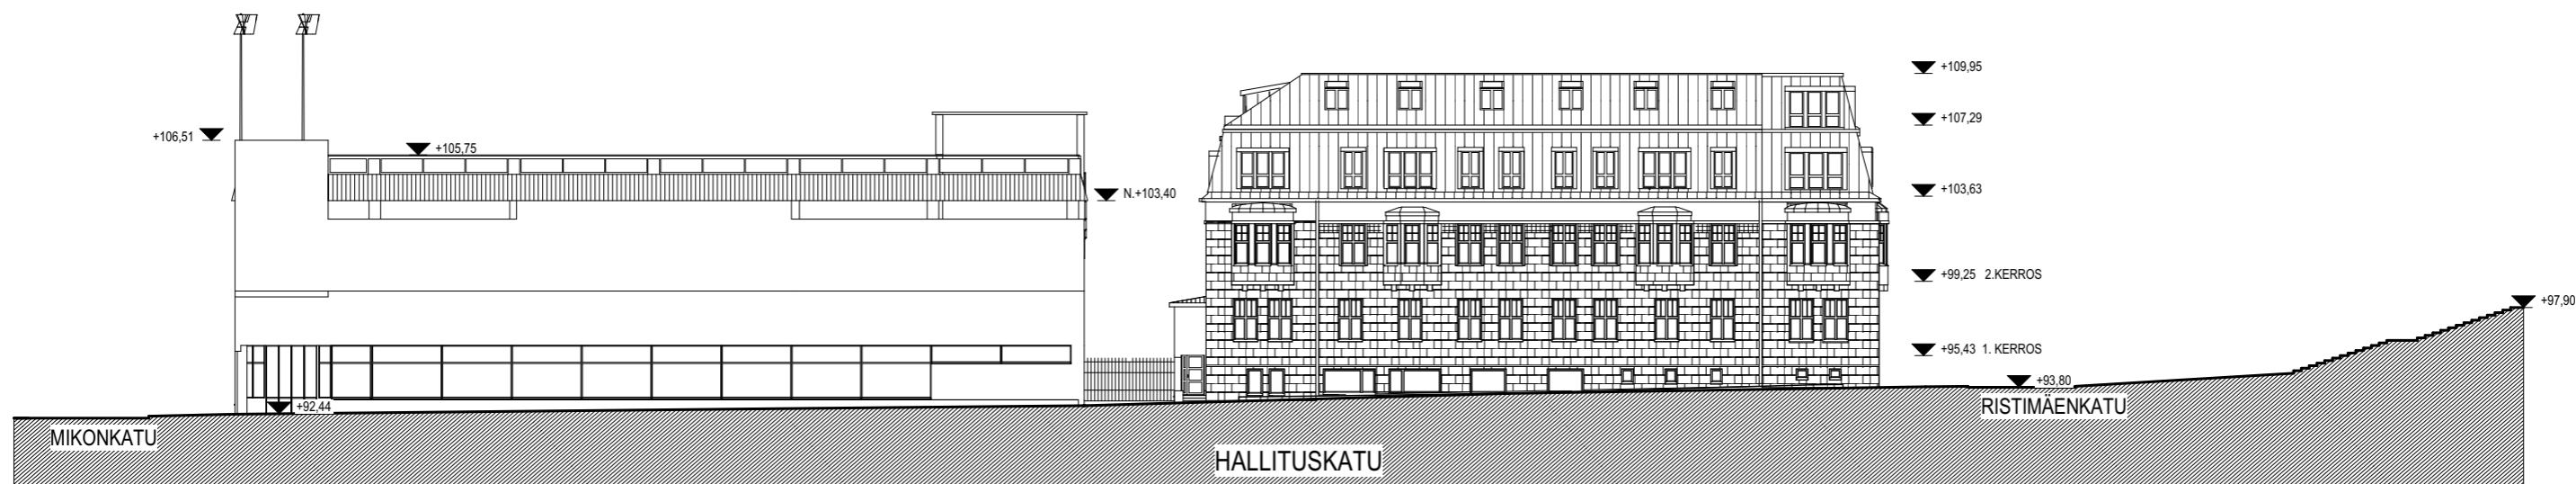 +109,95
+107,29
+106,51
+105,75
N.+103,40
+103,63
+99,25 2.KERROS
+97,90
+95,43 1. KERROS
+93,80
+92,44
RISTIMÄENKATU
MIKONKATU
HALLITUSKATU